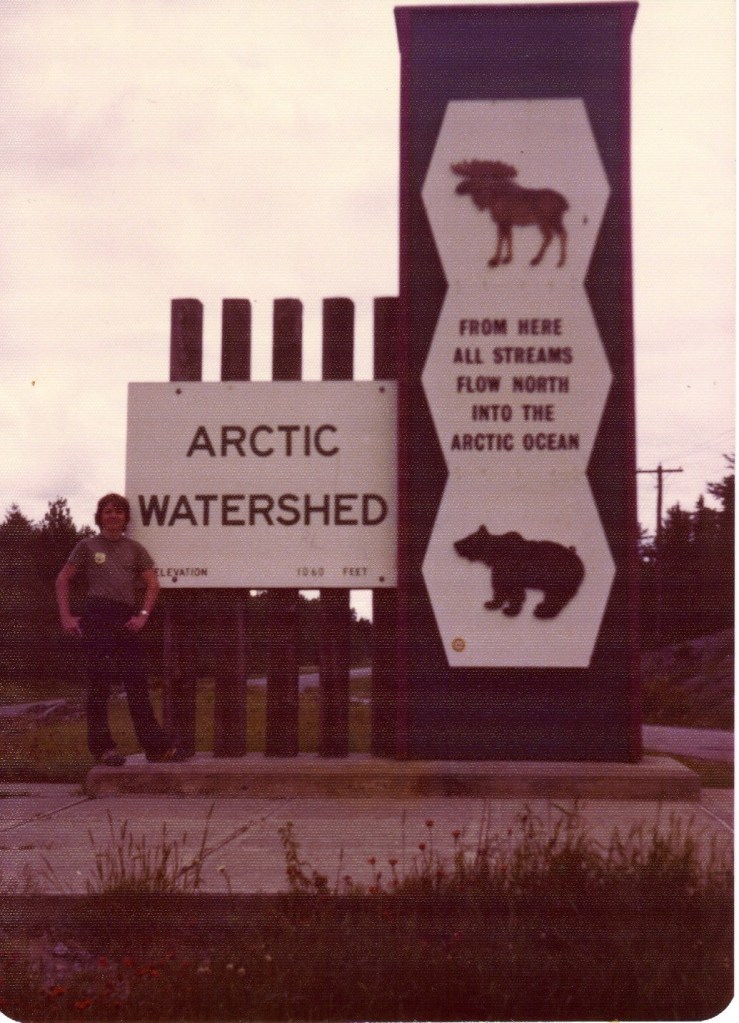 ARCTIC
WATERSHED
ELEVATION 1060 FEET
FROM HERE
ALL STREAMS
FLOW NORTH
INTO THE
ARCTIC OCEAN